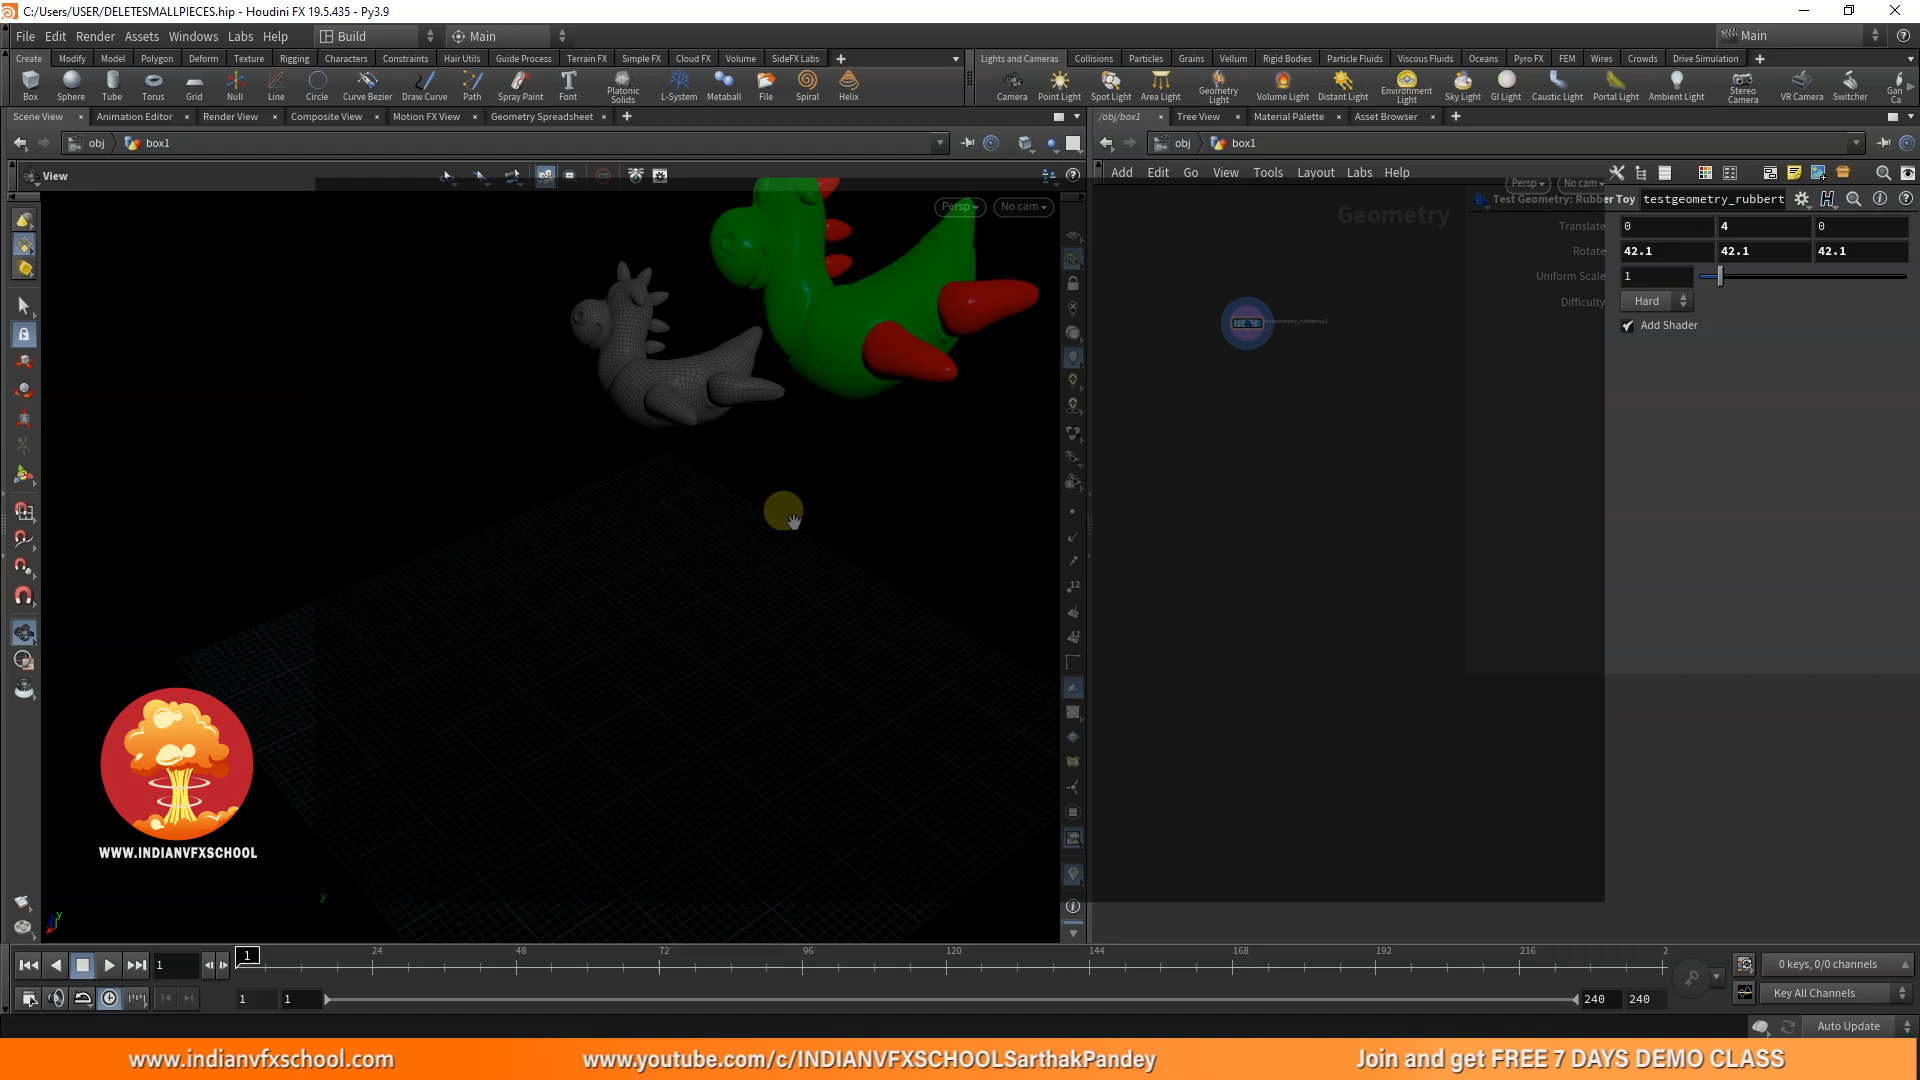 C:/Users/USER/DELETESMALLPIECES.hip - Houdini FX 19.5.435 - Py3.9
File Edit Render Assets Windows Labs Help Build Main Main
Create Modify Model Polygon Deform Texture Rigging Characters Constraints Hair Utils Guide Process Terrain FX Simple FX Cloud FX Volume SideFX Labs
Lights and Cameras Collisions Particles Grains Vellum Rigid Bodies Particle Fluids Viscous Fluids Oceans Pyro FX FEM Wires Crowds Drive Simulation
Box Sphere Tube Torus Grid Null Line Circle Curve Bezier Draw Curve Path Spray Paint Font Platonic Solids L-System Metaball File Spiral Helix
Camera Point Light Spot Light Area Light Geometry Light Volume Light Distant Light Environment Light Sky Light GI Light Caustic Light Portal Light Ambient Light Stereo Camera VR Camera Switcher Gan Ca
Scene View Animation Editor Render View Composite View Motion FX View Geometry Spreadsheet
/obj/box1 Tree View Material Palette Asset Browser
obj box1
obj box1
View
Add Edit Go View Tools Layout Labs Help
Persp No cam
Persp No cam
Geometry
Test Geometry: Rubber Toy testgeometry_rubbert
Translate 0 4 0
Rotate 42.1 42.1 42.1
Uniform Scale 1
Difficulty Hard
Add Shader
12
12
WWW.INDIANVFXSCHOOL
y
z y x
1 1 24 48 72 96 120 144 168 192 216 2
0 keys, 0/0 channels
1 1 240 240
Key All Channels
Auto Update
www.indianvfxschool.com
www.youtube.com/c/INDIANVFXSCHOOLSarthakPandey
Join and get FREE 7 DAYS DEMO CLASS